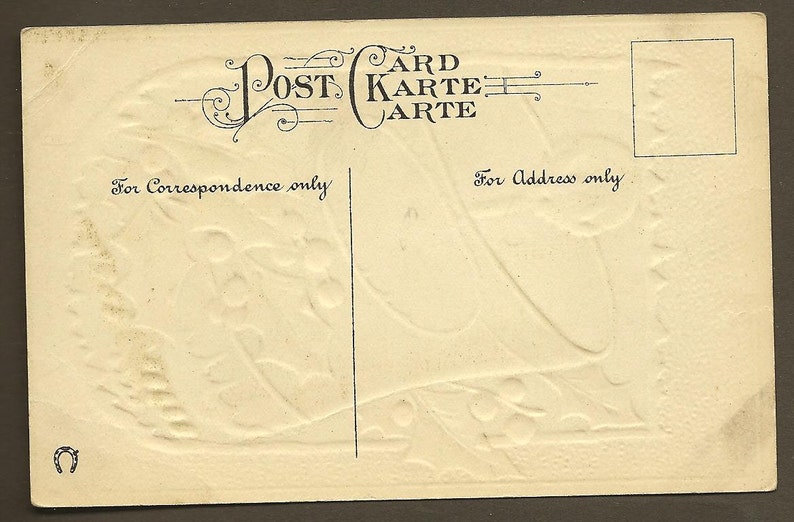 POST CARD
KARTE
CARTE
For Correspondence only
For Address only